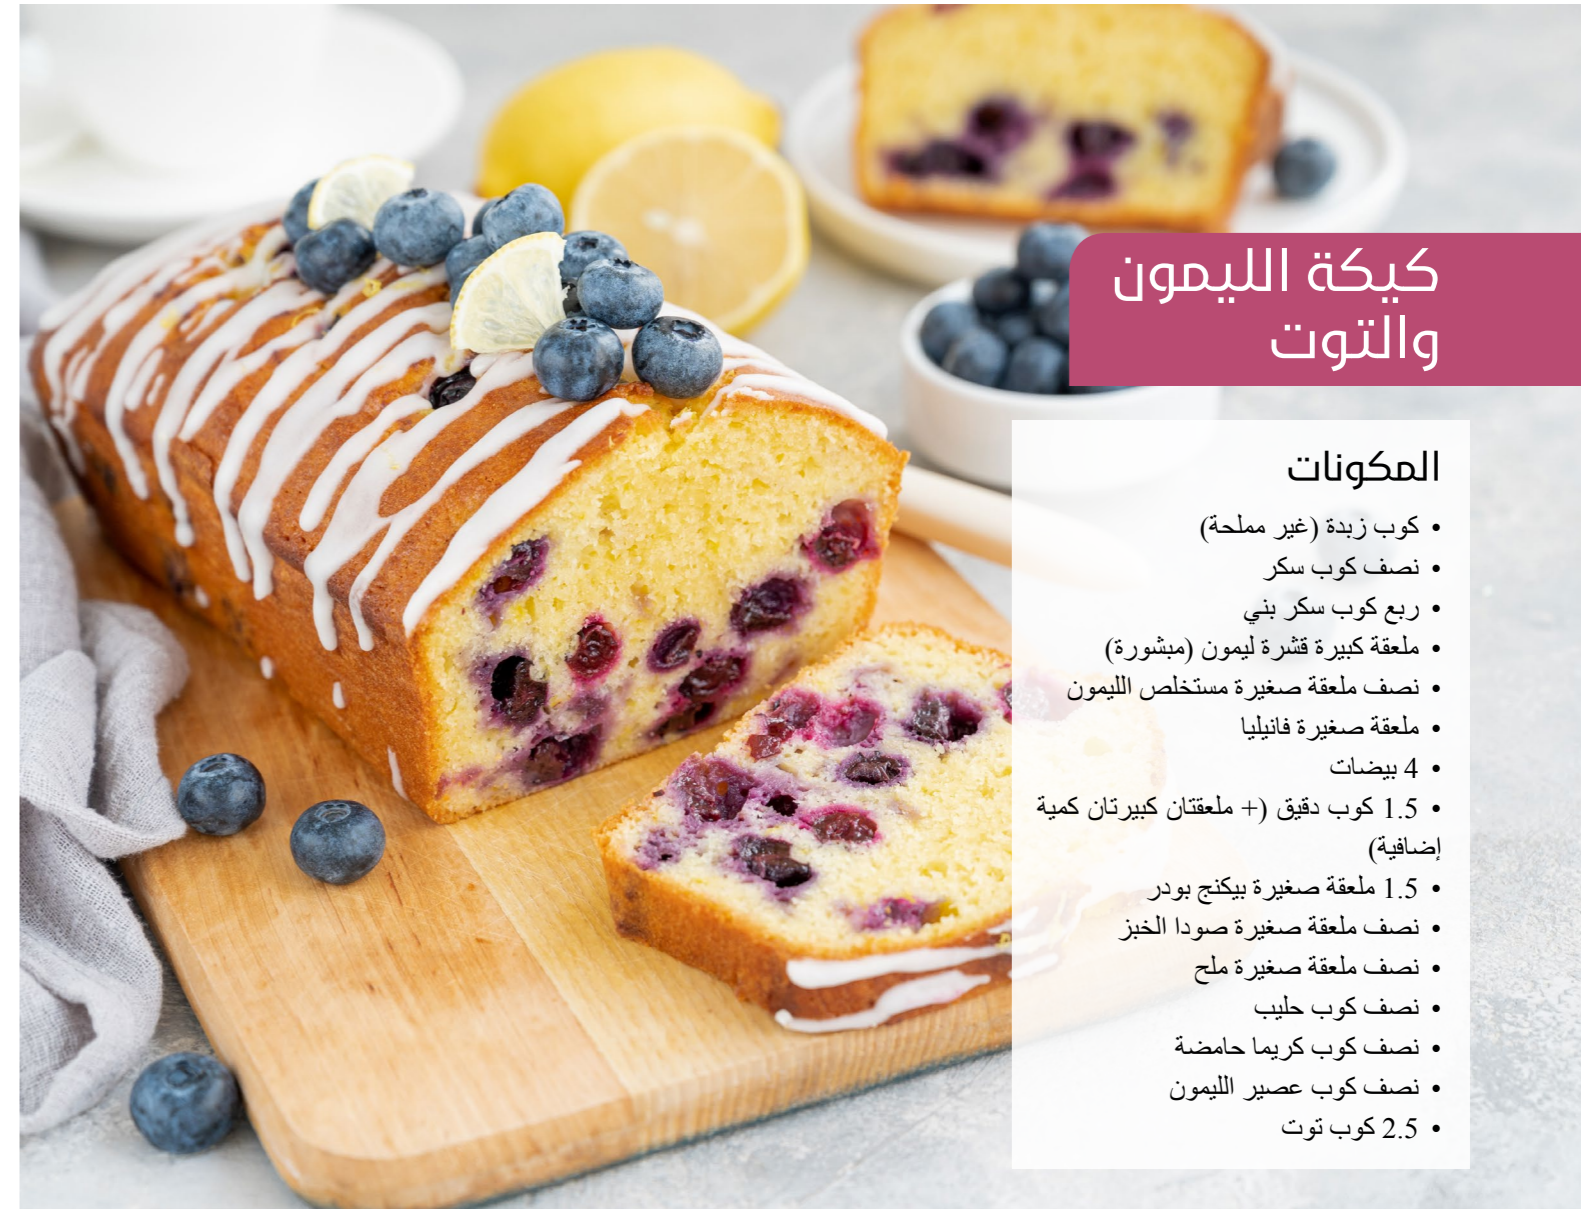 كيكة الليمون
والتوت
المكونات
• كوب زبدة (غير مملحة)
• نصف كوب سكر
• ربع كوب سكر بني
• ملعقة كبيرة قشرة ليمون (مبشورة)
• نصف ملعقة صغيرة مستخلص الليمون
• ملعقة صغيرة فانيليا
• 4 بيضات
• 1.5 كوب دقيق (+ ملعقتان كبيرتان كمية
إضافية)
• 1.5 ملعقة صغيرة بيكنج بودر
• نصف ملعقة صغيرة صودا الخبز
• نصف ملعقة صغيرة ملح
• نصف كوب حليب
• نصف كوب كريما حامضة
• نصف كوب عصير الليمون
• 2.5 كوب توت